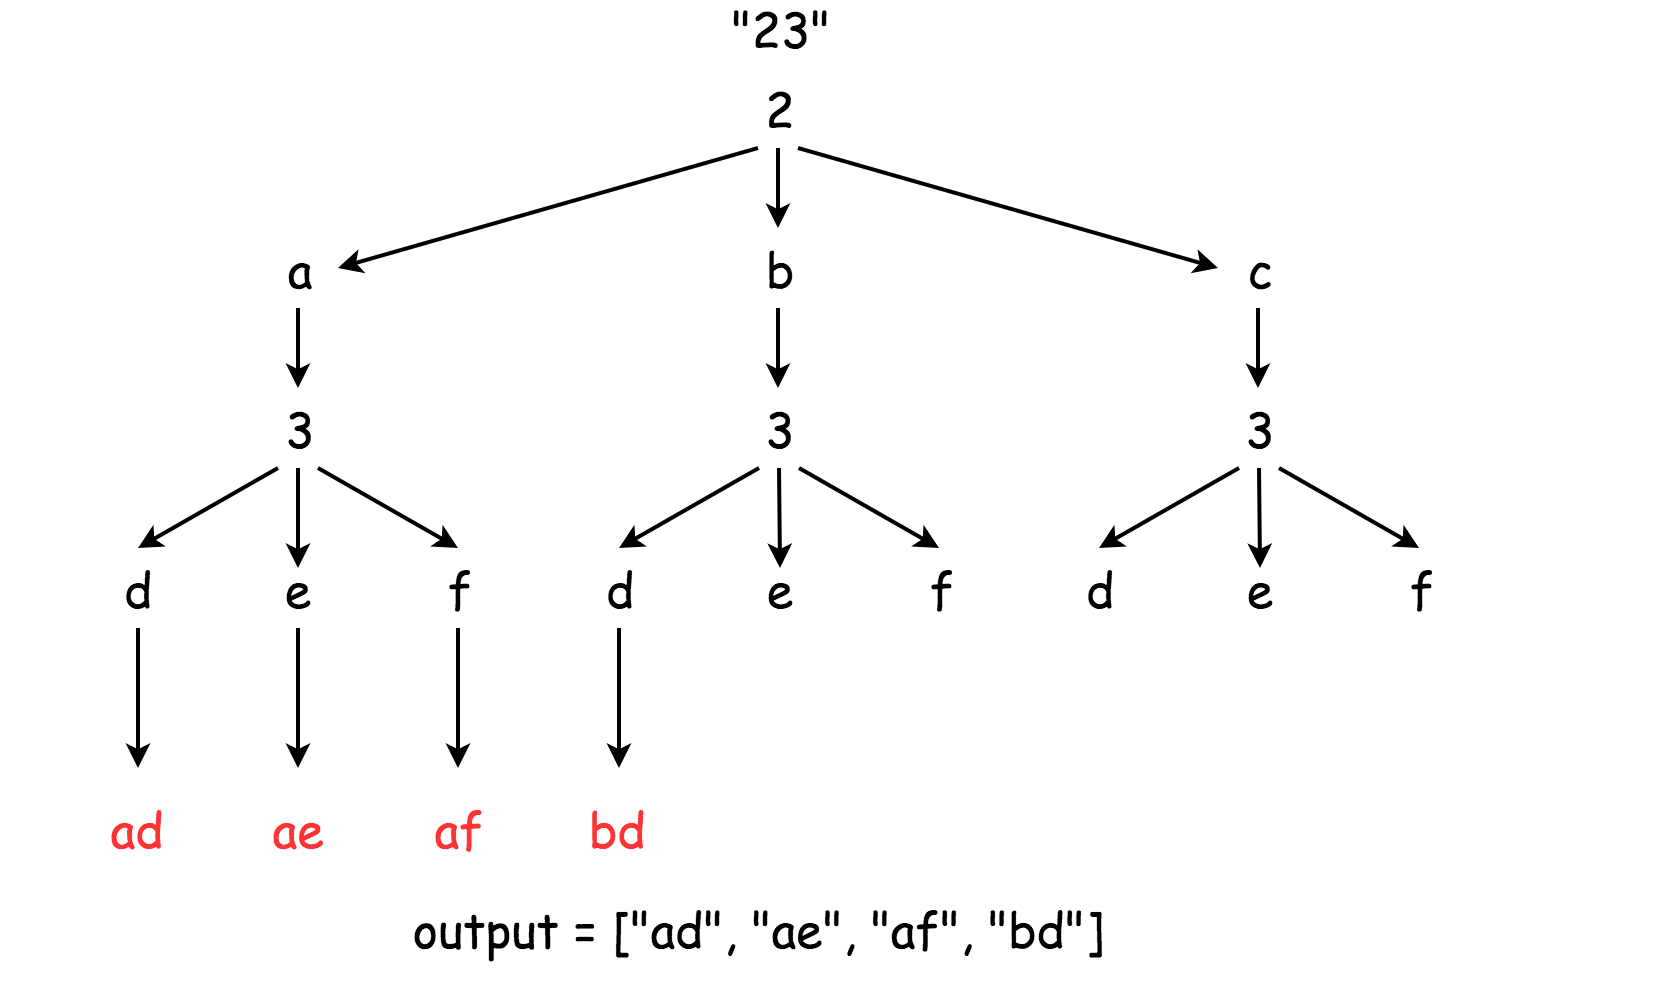 "23"
2
a b c
3 3 3
d e f d e f d e f
ad ae af bd
output = ["ad", "ae", "af", "bd"]